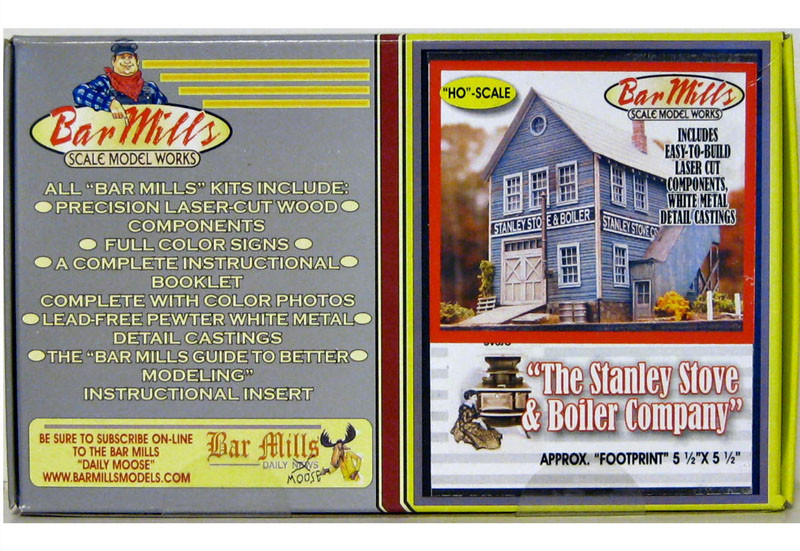 Bar Mills
SCALE MODEL WORKS
ALL "BAR MILLS" KITS INCLUDE:
PRECISION LASER-CUT WOOD
COMPONENTS
FULL COLOR SIGNS
A COMPLETE INSTRUCTIONAL
BOOKLET
COMPLETE WITH COLOR PHOTOS
LEAD-FREE PEWTER WHITE METAL
DETAIL CASTINGS
THE "BAR MILLS GUIDE TO BETTER
MODELING"
INSTRUCTIONAL INSERT
BE SURE TO SUBSCRIBE ON-LINE
TO THE BAR MILLS
"DAILY MOOSE"
WWW.BARMILLSMODELS.COM
Bar Mills
DAILY NEWS
MOOSE
"HO"-SCALE
Bar Mills
SCALE MODEL WORKS
INCLUDES
EASY-TO-BUILD
LASER CUT
COMPONENTS,
WHITE METAL
DETAIL CASTINGS
STANLEY STOVE & BOILER
STANLEY STOVE CO.
"The Stanley Stove
& Boiler Company"
APPROX. "FOOTPRINT" 5 ½"X 5 ½"